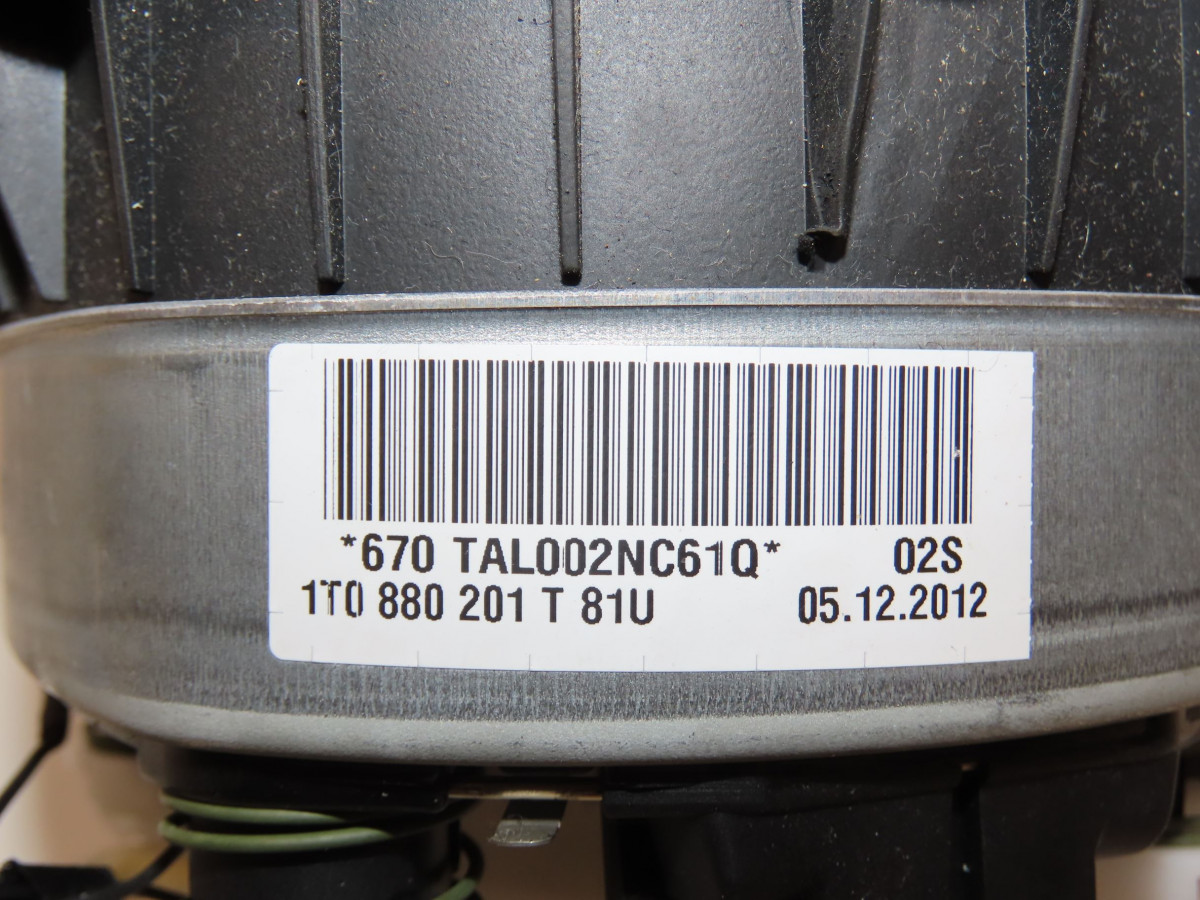 *670 TAL002NC61Q* 02S
1T0 880 201 T 81U 05.12.2012